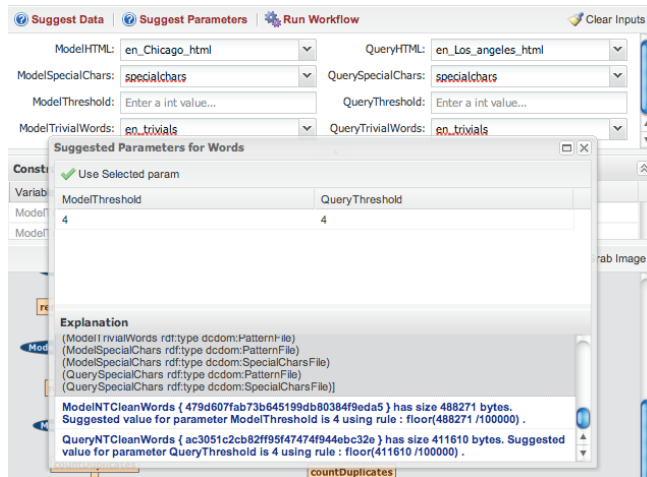 Suggest Data Suggest Parameters Run Workflow Clear Inputs
ModelHTML: en_Chicago_html QueryHTML: en_Los_angeles_html
ModelSpecialChars: specialchars QuerySpecialChars: specialchars
ModelThreshold: Enter a int value... QueryThreshold: Enter a int value...
ModelTrivialWords: en_trivials QueryTrivialWords: en_trivials
Suggested Parameters for Words
Use Selected param
ModelThreshold QueryThreshold
4 4
rab Image
Explanation
(ModelTrivialWords rdf:type dcdom:PatternFile)
(ModelSpecialChars rdf:type dcdom:PatternFile)
(ModelSpecialChars rdf:type dcdom:SpecialCharsFile)
(QuerySpecialChars rdf:type dcdom:PatternFile)
(QuerySpecialChars rdf:type dcdom:SpecialCharsFile)]
ModelNTCleanWords { 479d607fab73b645199db80384f9eda5 } has size 488271 bytes.
Suggested value for parameter ModelThreshold is 4 using rule : floor(488271 /100000) .
QueryNTCleanWords { ac3051c2cb82ff95f47474f944ebc32e } has size 411610 bytes. Suggested
value for parameter QueryThreshold is 4 using rule : floor(411610 /100000) .
countDuplicates countDuplicates